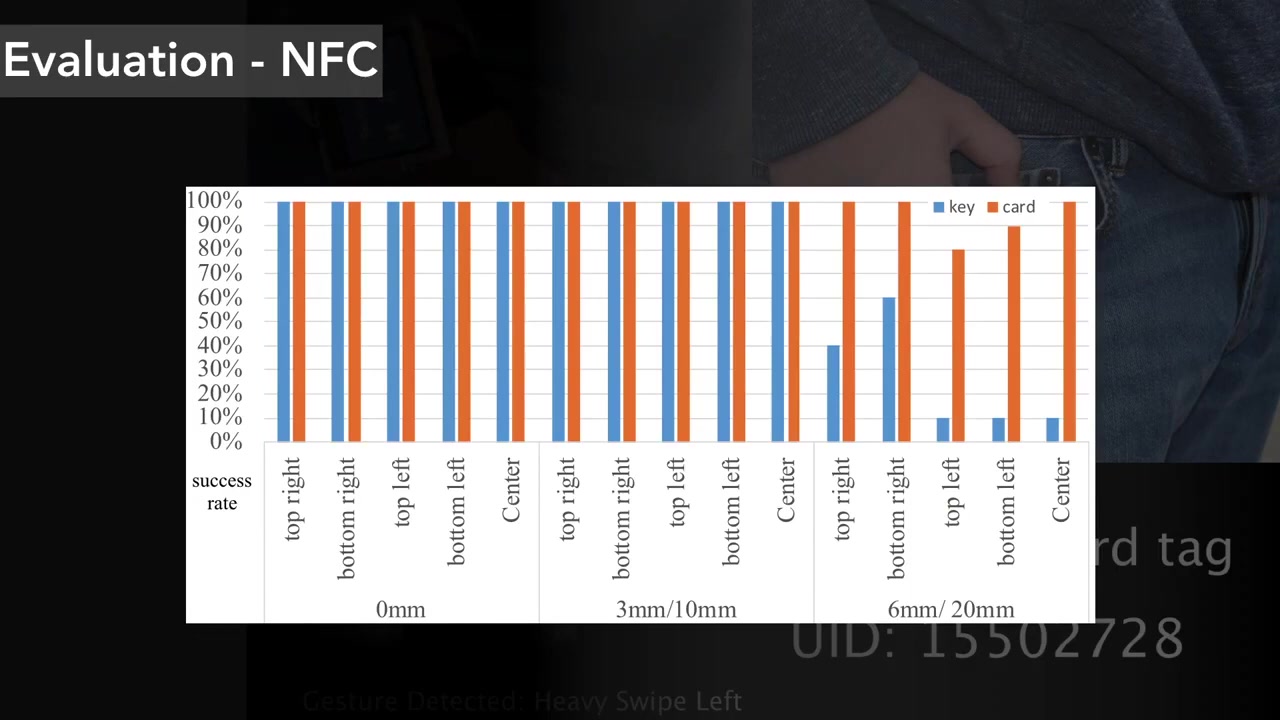 Evaluation - NFC
100%
90%
80%
70%
60%
50%
40%
30%
20%
10%
0%
key card
success
rate
top right
bottom right
top left
bottom left
Center
top right
bottom right
top left
bottom left
Center
top right
bottom right
top left
bottom left
Center
0mm
3mm/10mm
6mm/ 20mm
rd tag
UID: 15502728
Gesture Detected: Heavy Swipe Left